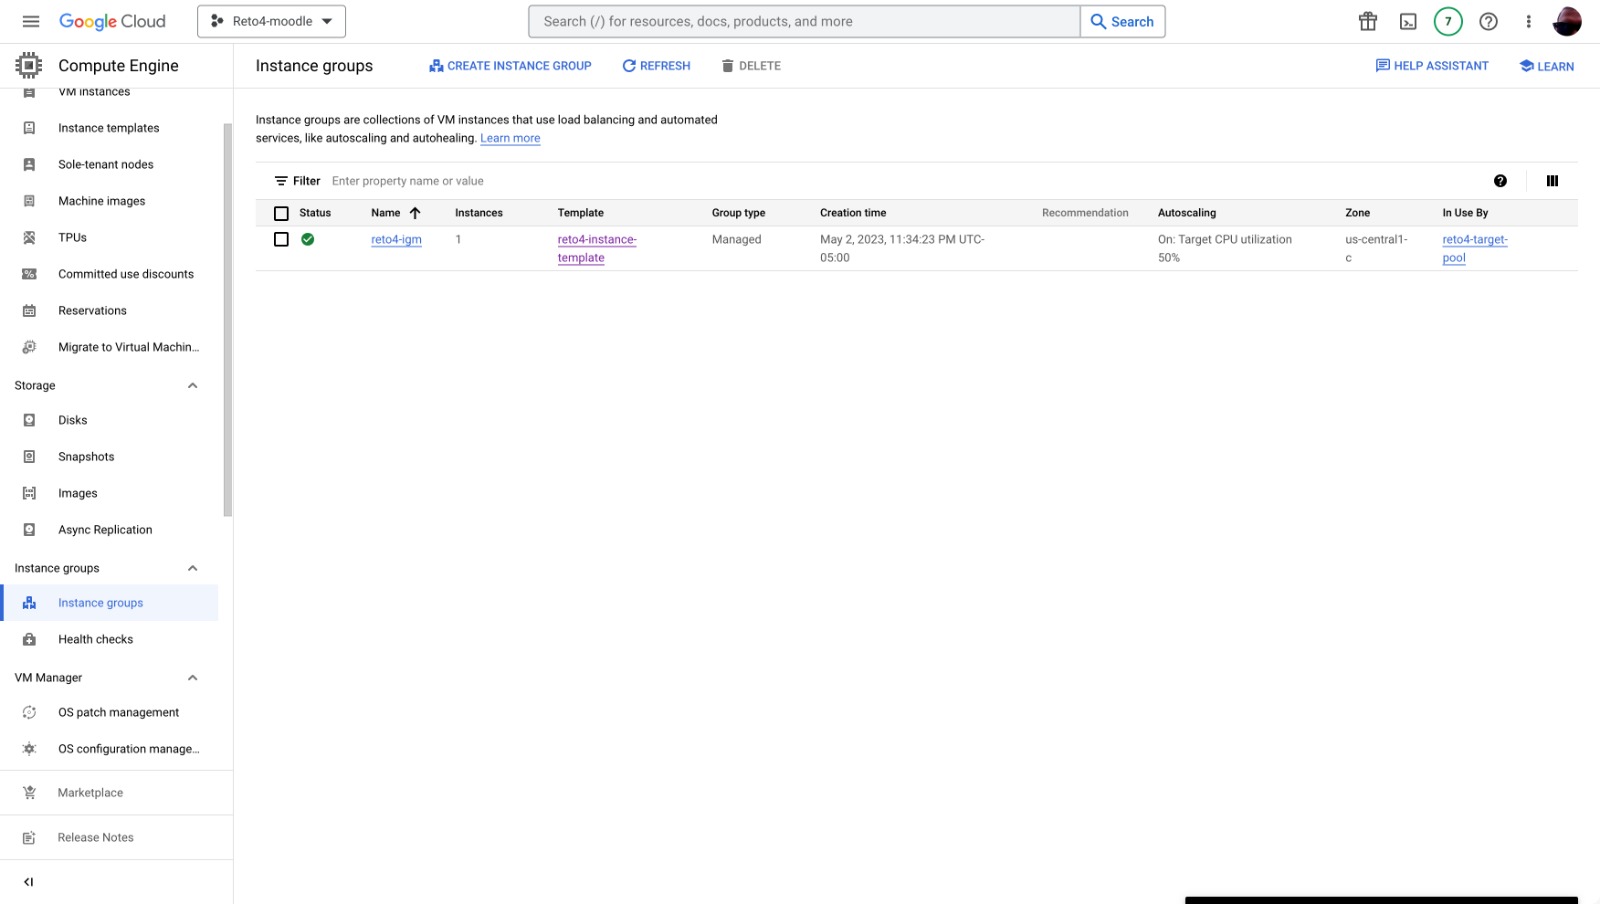 Google Cloud
Reto4-moodle
Search (/) for resources, docs, products, and more
Search
7
Compute Engine
Instance groups
CREATE INSTANCE GROUP
REFRESH
DELETE
HELP ASSISTANT
LEARN
VM instances
Instance templates
Sole-tenant nodes
Machine images
TPUs
Committed use discounts
Reservations
Migrate to Virtual Machin...
Storage
Disks
Snapshots
Images
Async Replication
Instance groups
Instance groups
Health checks
VM Manager
OS patch management
OS configuration manage...
Marketplace
Release Notes
Instance groups are collections of VM instances that use load balancing and automated
services, like autoscaling and autohealing. Learn more
Filter Enter property name or value
Status Name Instances Template Group type Creation time Recommendation Autoscaling Zone In Use By
reto4-igm 1 reto4-instance- Managed May 2, 2023, 11:34:23 PM UTC- On: Target CPU utilization us-central1- reto4-target-
template 05:00 50% c pool